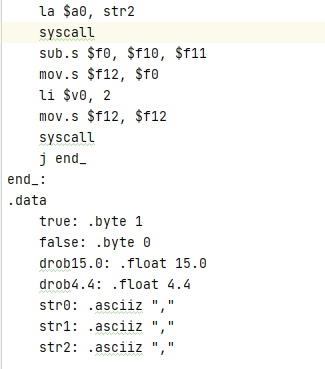 la $a0, str2
syscall
sub.s $f0, $f10, $f11
mov.s $f12, $f0
li $v0, 2
mov.s $f12, $f12
syscall
j end_
end_:
.data
true: .byte 1
false: .byte 0
drob15.0: .float 15.0
drob4.4: .float 4.4
str0: .asciiz ","
str1: .asciiz ","
str2: .asciiz ","